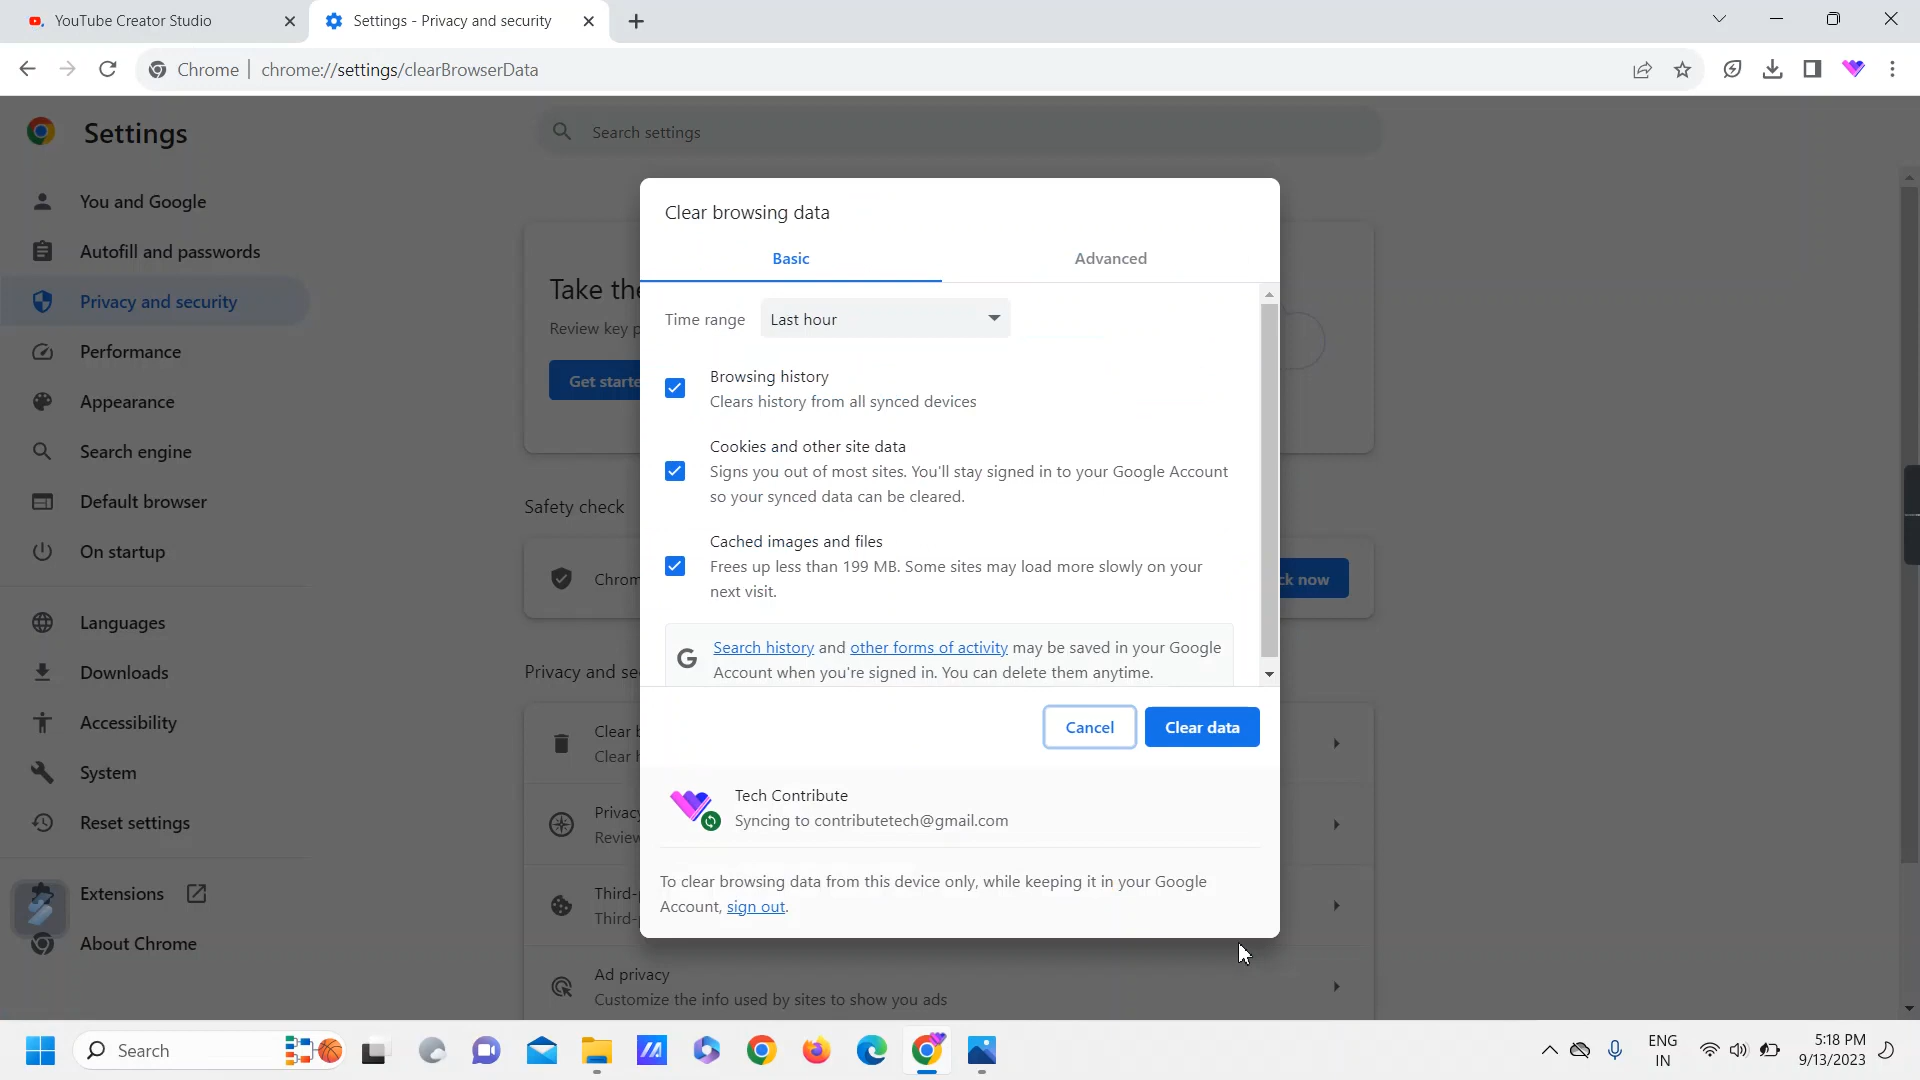 YouTube Creator Studio
Settings - Privacy and security
Chrome
chrome://settings/clearBrowserData
Settings
Search settings
You and Google
Autofill and passwords
Privacy and security
Performance
Appearance
Search engine
Default browser
On startup
Languages
Downloads
Accessibility
System
Reset settings
Extensions
About Chrome
Take the
Review key p
Get starte
Safety check
Chrom
ck now
Privacy and se
Clear b
Clear h
Privacy
Review
Third-p
Third-p
Ad privacy
Customize the info used by sites to show you ads
Clear browsing data
Basic
Advanced
Time range
Last hour
Browsing history
Clears history from all synced devices
Cookies and other site data
Signs you out of most sites. You'll stay signed in to your Google Account
so your synced data can be cleared.
Cached images and files
Frees up less than 199 MB. Some sites may load more slowly on your
next visit.
Search history and other forms of activity may be saved in your Google
Account when you're signed in. You can delete them anytime.
Cancel
Clear data
Tech Contribute
Syncing to contributetech@gmail.com
To clear browsing data from this device only, while keeping it in your Google
Account, sign out.
Search
ENG
IN
5:18 PM
9/13/2023